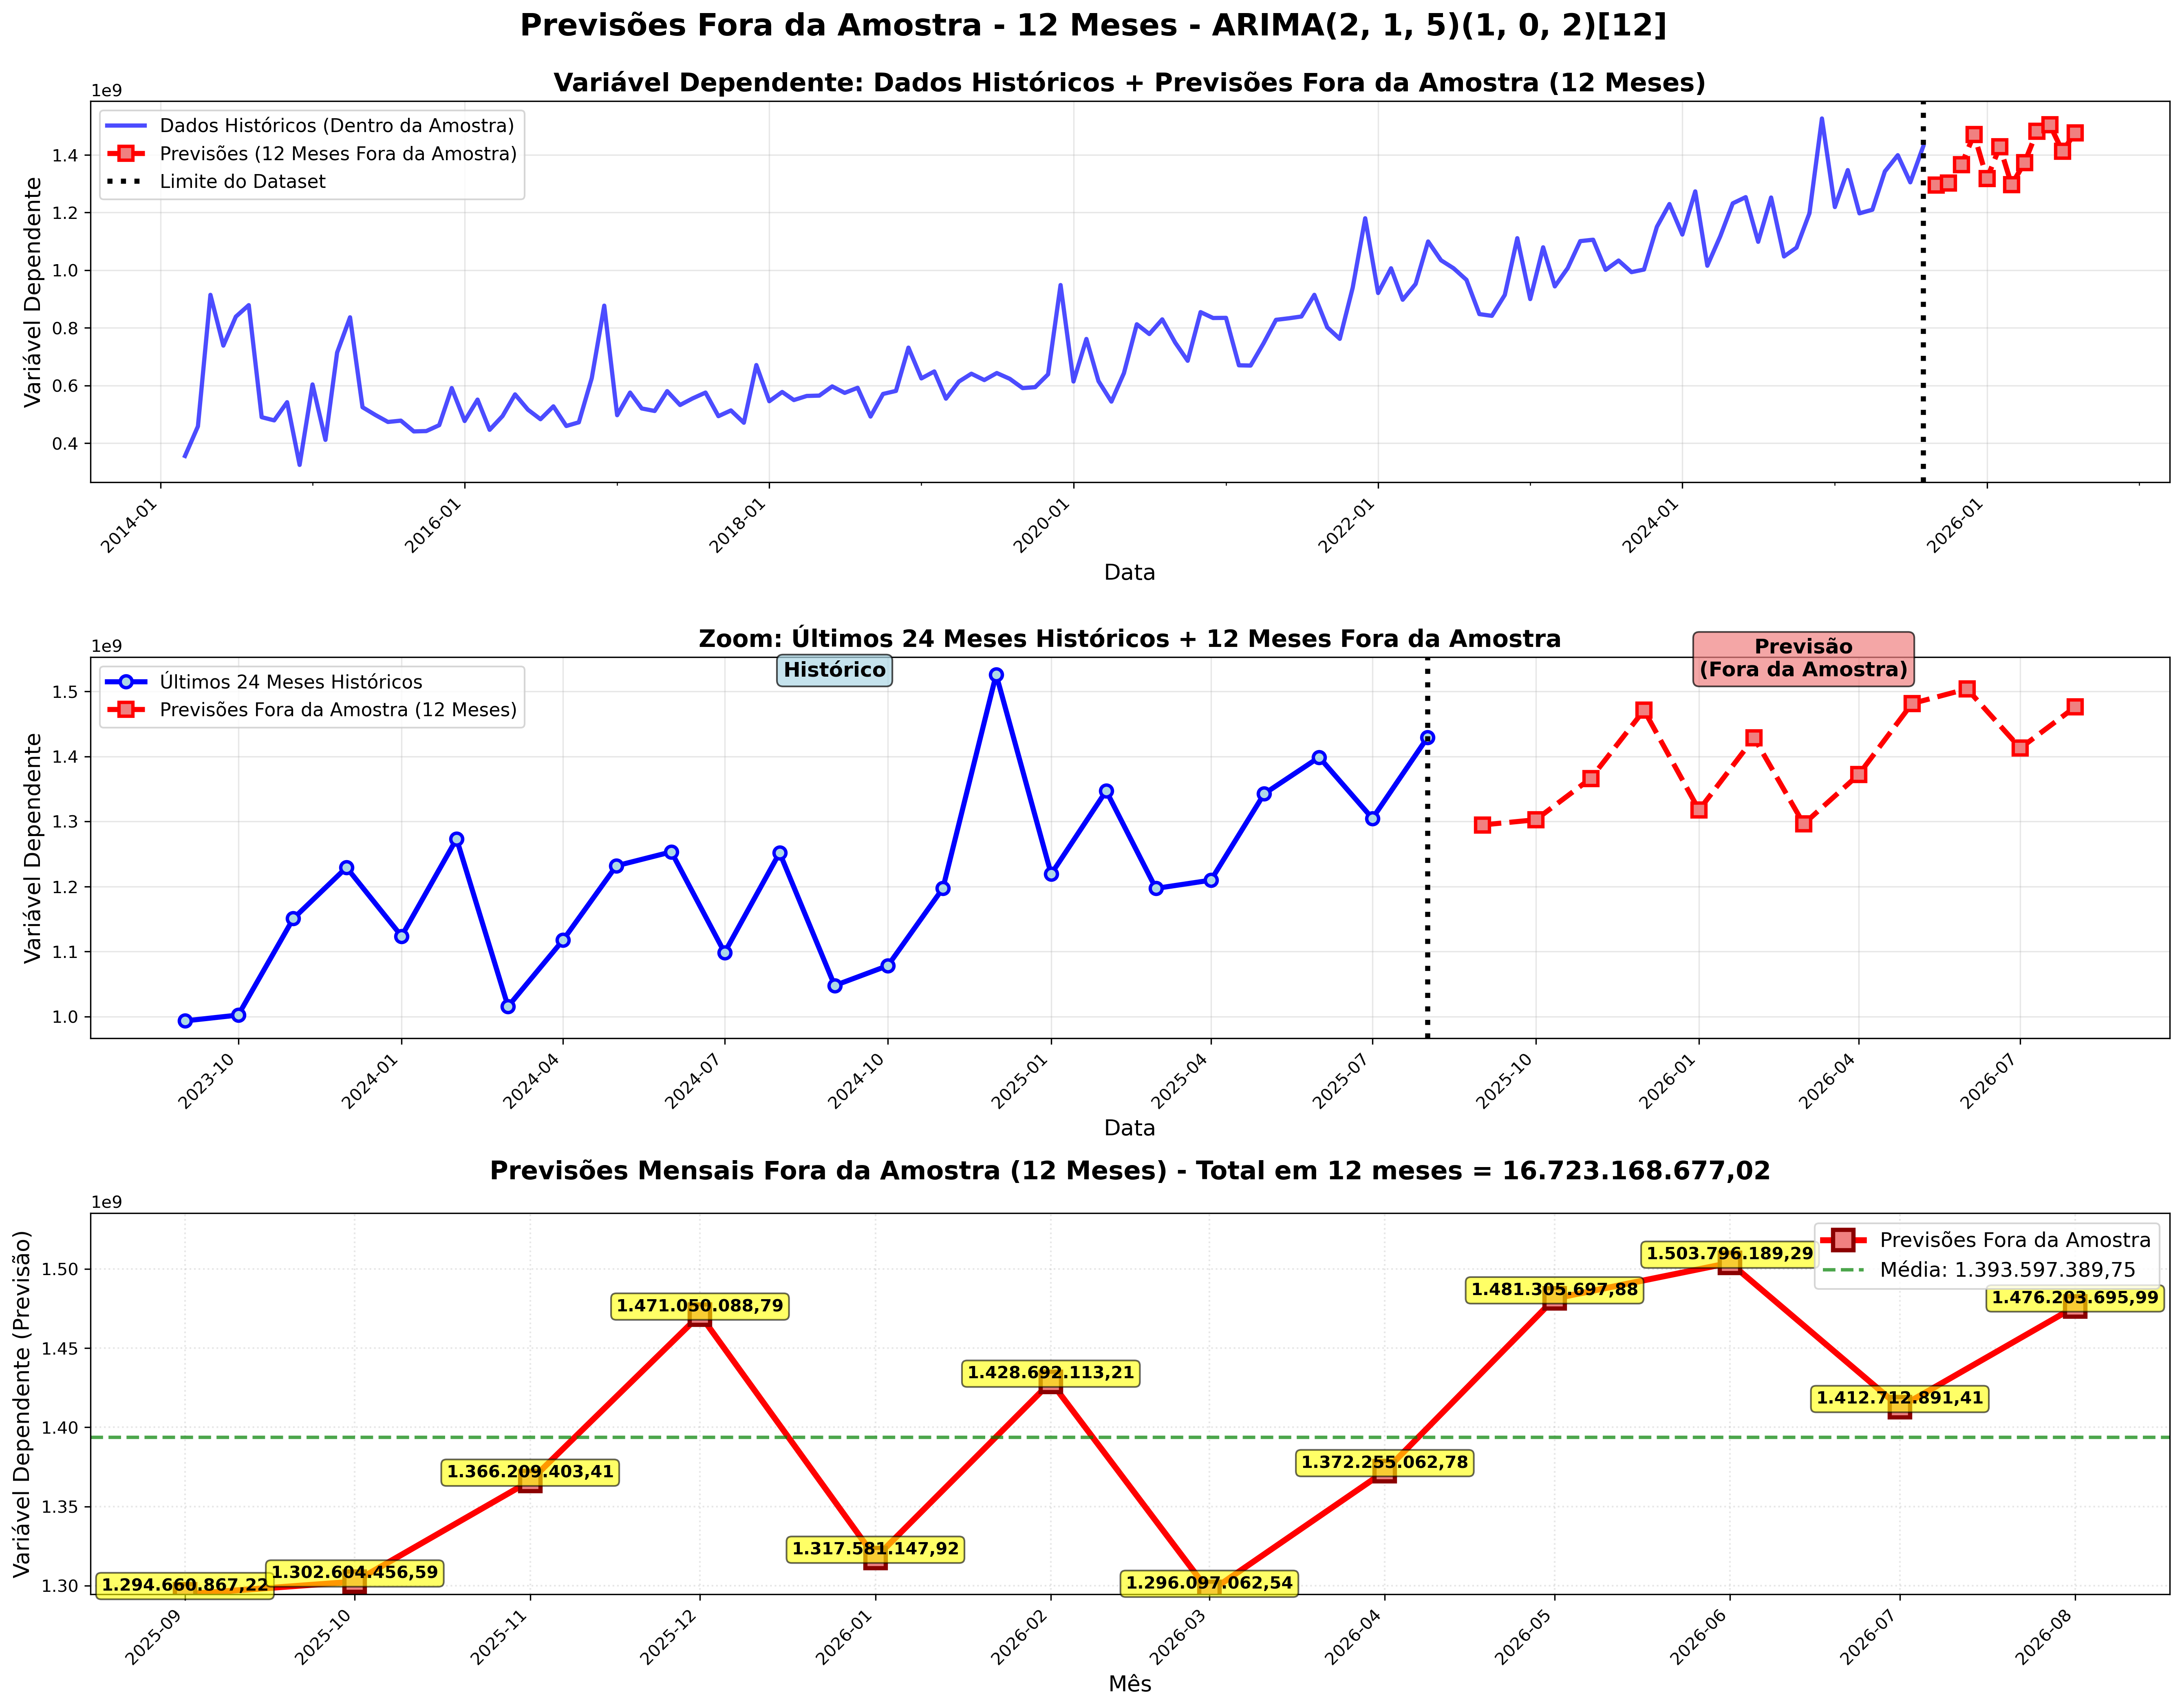 Previsões Fora da Amostra - 12 Meses - ARIMA(2, 1, 5)(1, 0, 2)[12]
Variável Dependente: Dados Históricos + Previsões Fora da Amostra (12 Meses)
1e9
Dados Históricos (Dentro da Amostra)
Previsões (12 Meses Fora da Amostra)
Limite do Dataset
Variável Dependente
1.4
1.2
1.0
0.8
0.6
0.4
2014-01
2016-01
2018-01
2020-01
2022-01
2024-01
2026-01
Data
Zoom: Últimos 24 Meses Históricos + 12 Meses Fora da Amostra
1e9
Últimos 24 Meses Históricos
Previsões Fora da Amostra (12 Meses)
Histórico
Previsão
(Fora da Amostra)
Variável Dependente
1.5
1.4
1.3
1.2
1.1
1.0
2023-10
2024-01
2024-04
2024-07
2024-10
2025-01
2025-04
2025-07
2025-10
2026-01
2026-04
2026-07
Data
Previsões Mensais Fora da Amostra (12 Meses) - Total em 12 meses = 16.723.168.677,02
1e9
Previsões Fora da Amostra
Média: 1.393.597.389,75
Variável Dependente (Previsão)
1.50
1.45
1.40
1.35
1.30
1.294.660.867,22
1.302.604.456,59
1.366.209.403,41
1.471.050.088,79
1.317.581.147,92
1.428.692.113,21
1.296.097.062,54
1.372.255.062,78
1.481.305.697,88
1.503.796.189,29
1.412.712.891,41
1.476.203.695,99
2025-09
2025-10
2025-11
2025-12
2026-01
2026-02
2026-03
2026-04
2026-05
2026-06
2026-07
2026-08
Mês